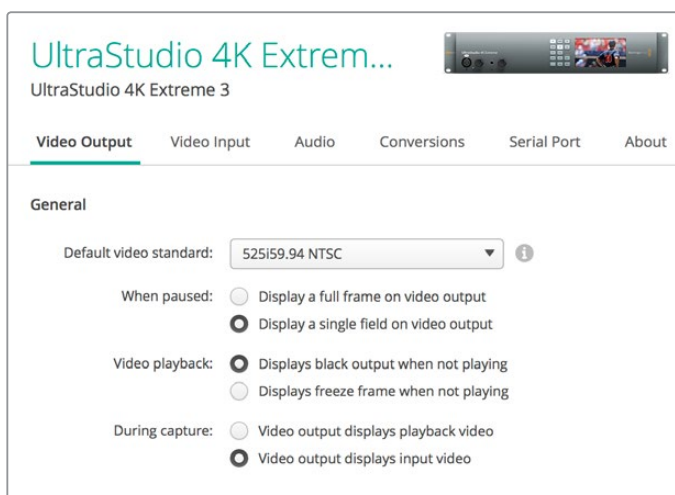 UltraStudio 4K Extrem...
UltraStudio 4K Extreme 3
Video Output Video Input Audio Conversions Serial Port About
General
Default video standard: 525i59.94 NTSC
When paused: Display a full frame on video output
Display a single field on video output
Video playback: Displays black output when not playing
Displays freeze frame when not playing
During capture: Video output displays playback video
Video output displays input video